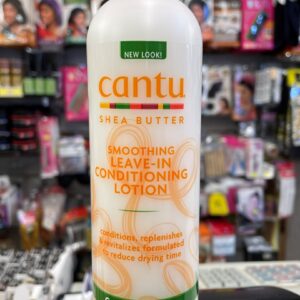 NEW LOOK!
cantu
SHEA BUTTER
SMOOTHING
LEAVE-IN
CONDITIONING
LOTION
conditions, replenishes
& revitalizes formulated
to reduce drying time